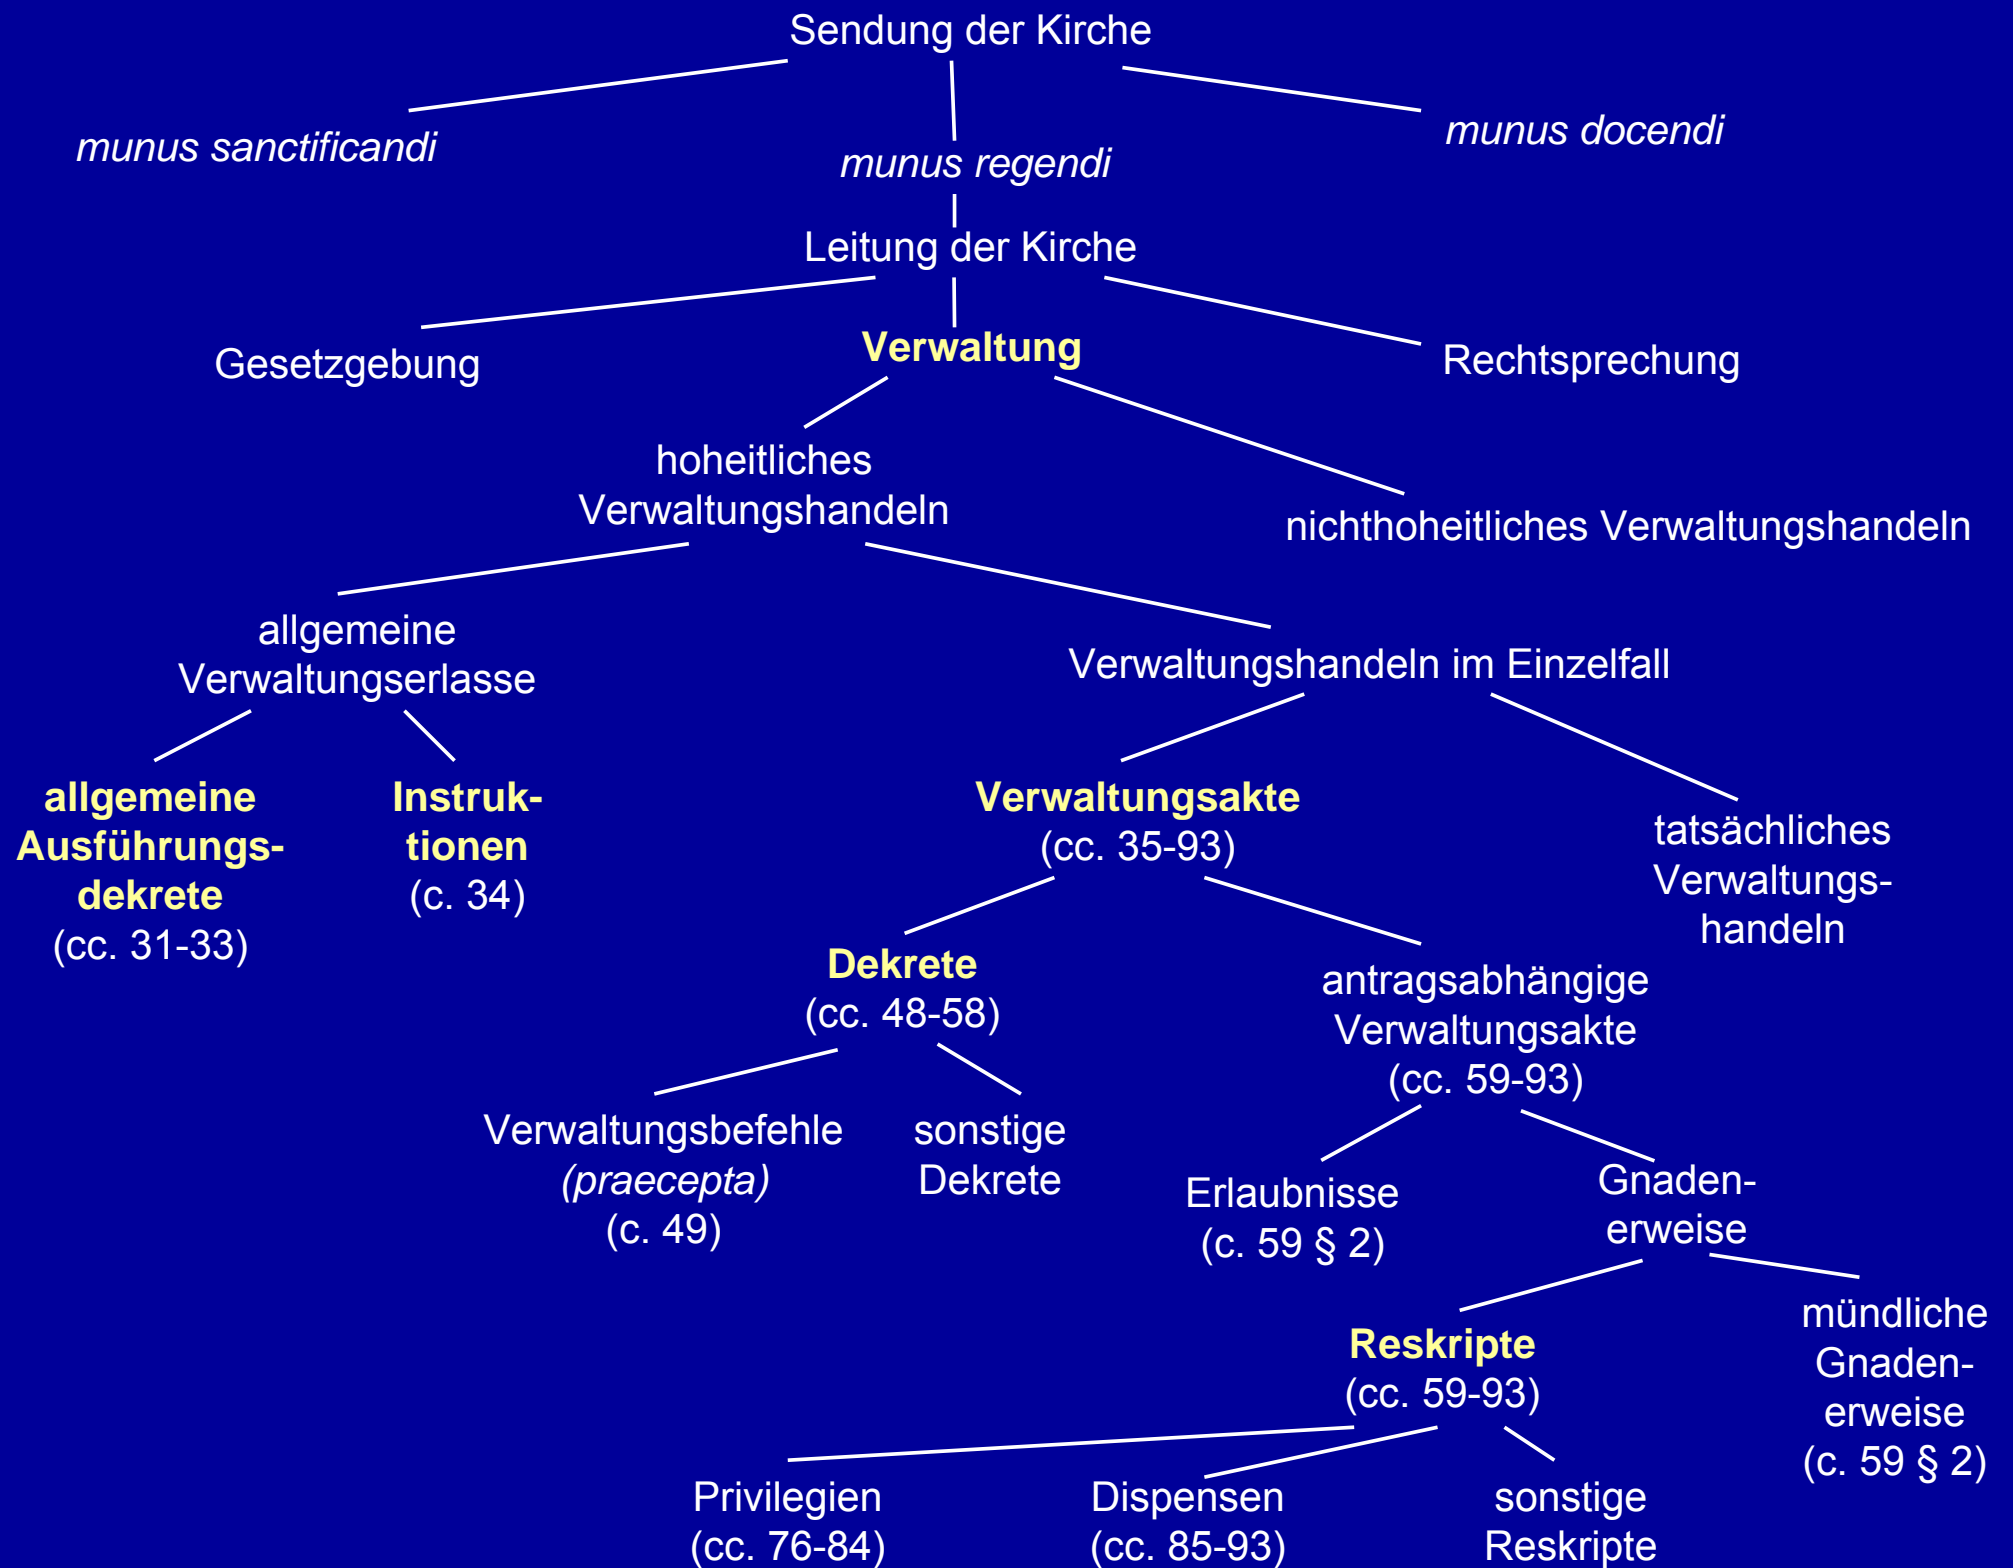 Sendung der Kirche
munus sanctificandi
munus regendi
munus docendi
Leitung der Kirche
Gesetzgebung
Verwaltung
Rechtsprechung
hoheitliches
Verwaltungshandeln
nichthoheitliches Verwaltungshandeln
allgemeine
Verwaltungserlasse
Verwaltungshandeln im Einzelfall
allgemeine
Ausführungs-
dekrete
(cc. 31-33)
Instruk-
tionen
(c. 34)
Verwaltungsakte
(cc. 35-93)
tatsächliches
Verwaltungs-
handeln
Dekrete
(cc. 48-58)
antragsabhängige
Verwaltungsakte
(cc. 59-93)
Verwaltungsbefehle
(praecepta)
(c. 49)
sonstige
Dekrete
Erlaubnisse
(c. 59 § 2)
Gnaden-
erweise
Reskripte
(cc. 59-93)
mündliche
Gnaden-
erweise
(c. 59 § 2)
Privilegien
(cc. 76-84)
Dispensen
(cc. 85-93)
sonstige
Reskripte